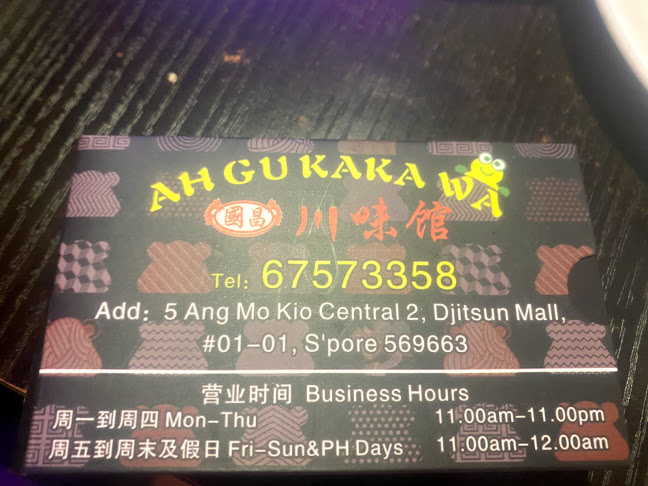 AH GU KAKA WA
國昌 川味馆
Tel: 67573358
Add: 5 Ang Mo Kio Central 2, Djitsun Mall,
#01-01, S'pore 569663
营业时间 Business Hours
周一到周四 Mon-Thu 11.00am-11.00pm
周五到周末及假日 Fri-Sun&PH Days 11.00am-12.00am